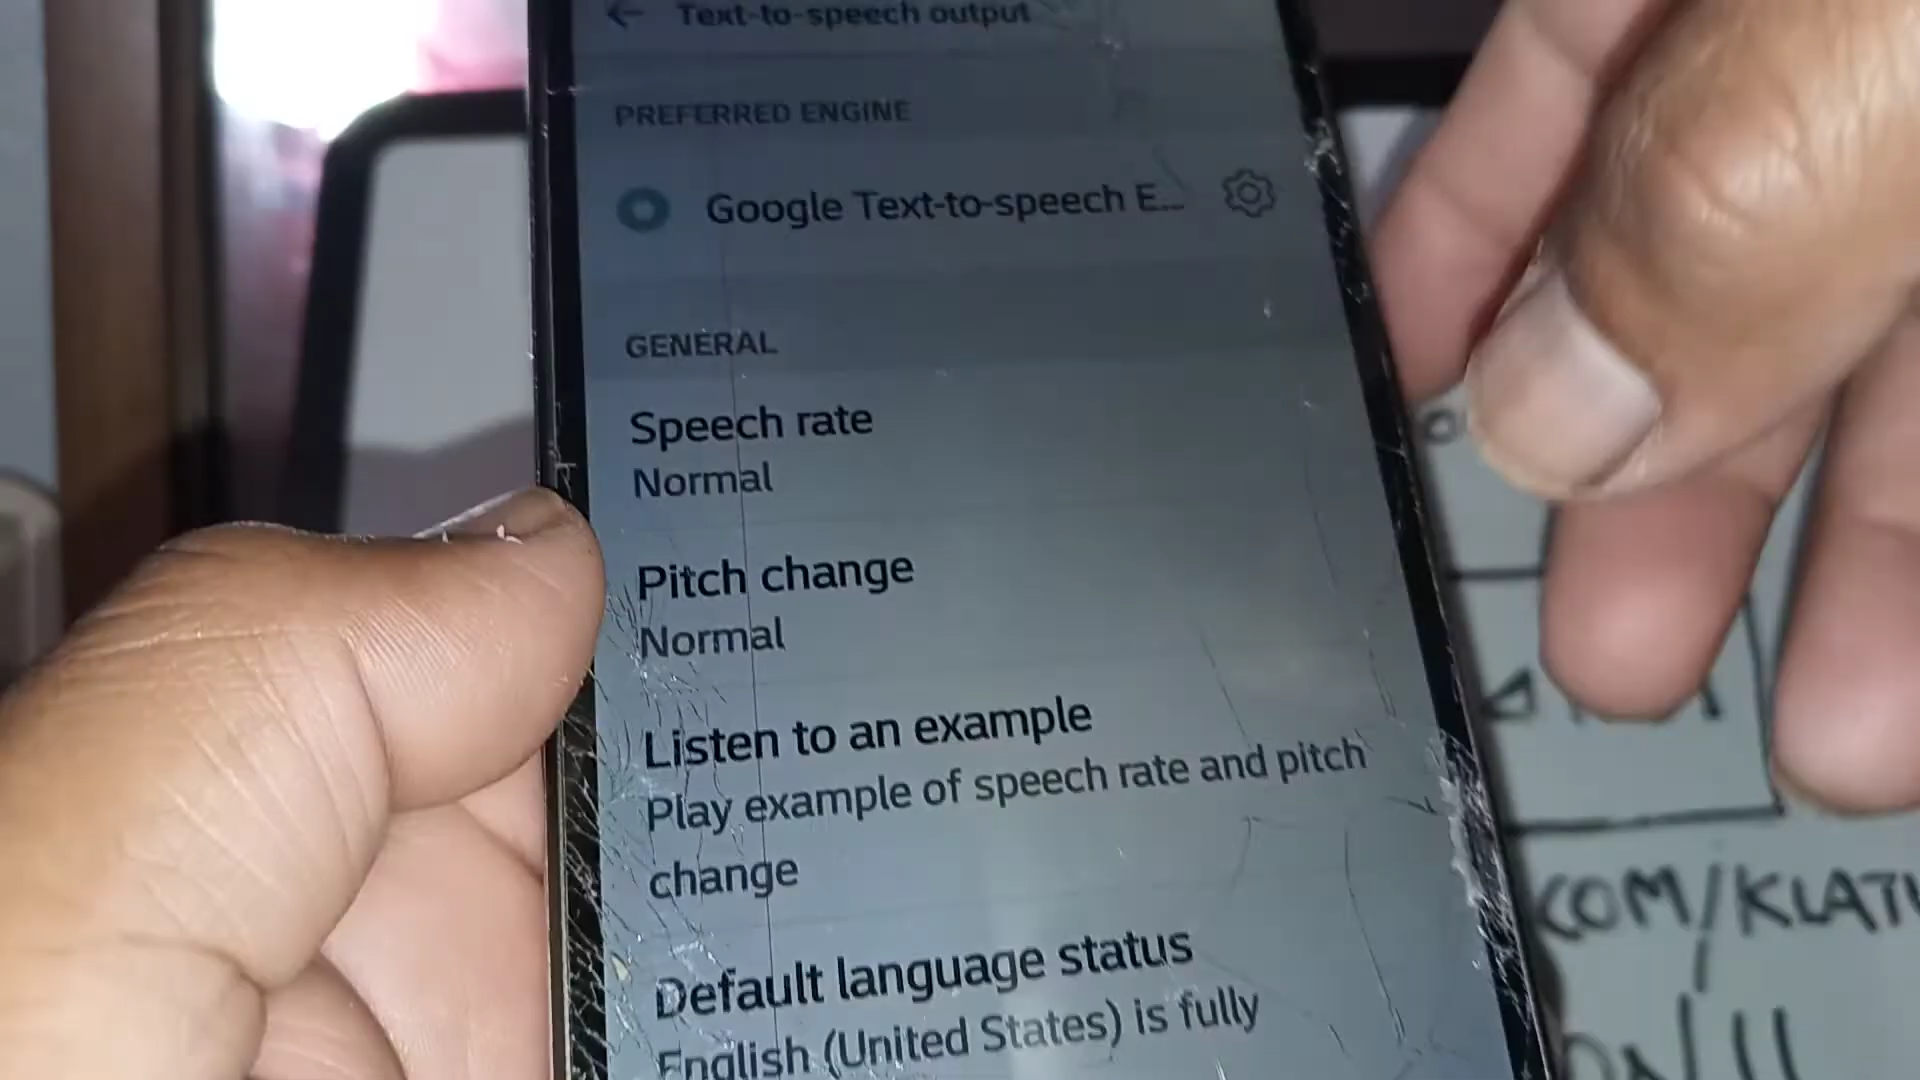 Text-to-speech output
PREFERRED ENGINE
Google Text-to-speech E...
GENERAL
Speech rate
Normal
Pitch change
Normal
Listen to an example
Play example of speech rate and pitch
change
Default language status
English (United States) is fully
COM/KLATU